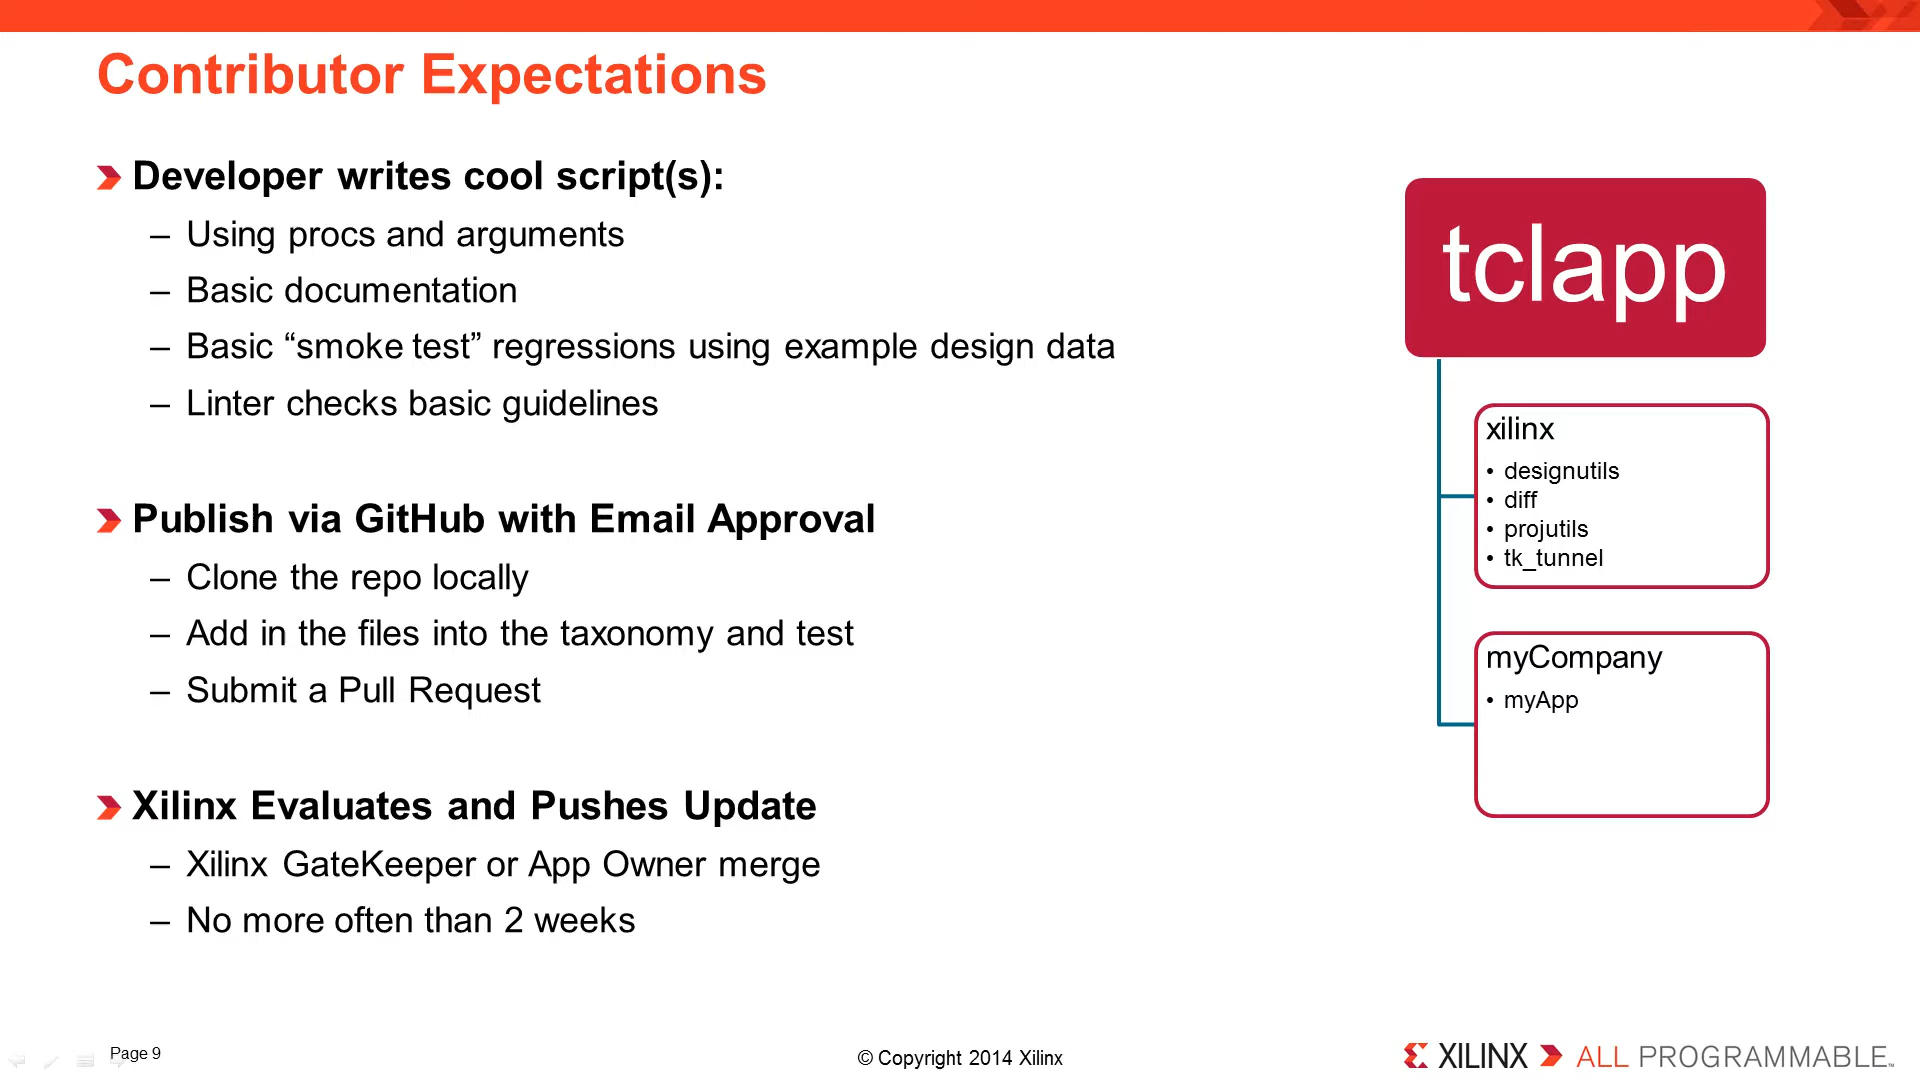 Contributor Expectations
Developer writes cool script(s):
– Using procs and arguments
– Basic documentation
– Basic “smoke test” regressions using example design data
– Linter checks basic guidelines
Publish via GitHub with Email Approval
– Clone the repo locally
– Add in the files into the taxonomy and test
– Submit a Pull Request
Xilinx Evaluates and Pushes Update
– Xilinx GateKeeper or App Owner merge
– No more often than 2 weeks
tclapp
xilinx
• designutils
• diff
• projutils
• tk_tunnel
myCompany
• myApp
Page 9
© Copyright 2014 Xilinx
XILINX ALL PROGRAMMABLE™